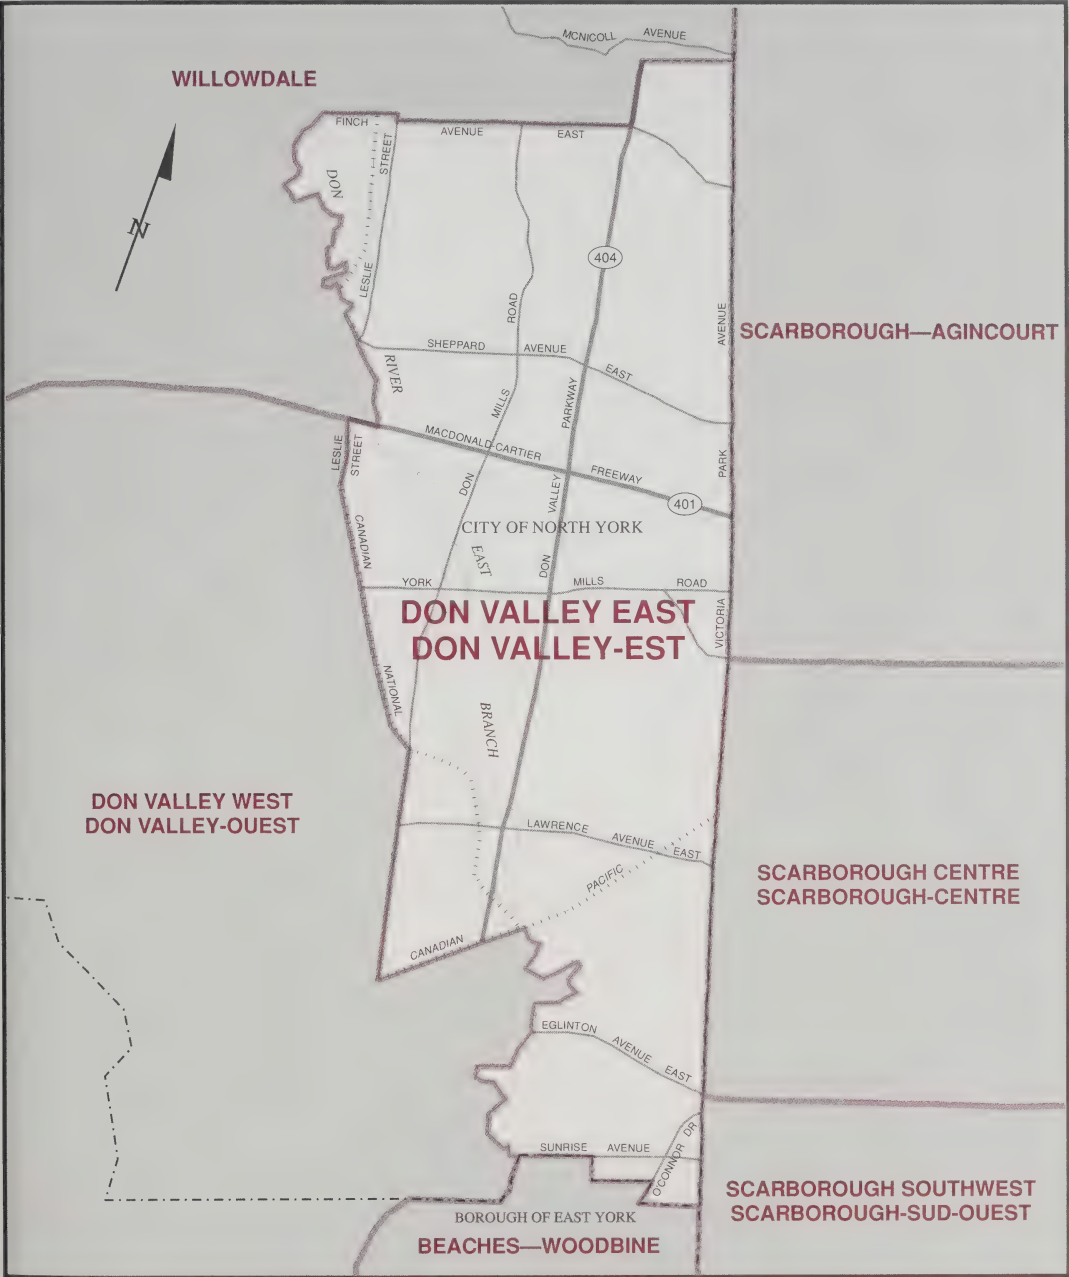 MCNICOLL AVENUE
WILLOWDALE
FINCH AVENUE EAST
STREET
LESLIE
DON
N
404
ROAD
AVENUE
SCARBOROUGH—AGINCOURT
SHEPPARD AVENUE EAST
RIVER
MILLS
PARKWAY
MACDONALD-CARTIER FREEWAY
LESLIE
STREET
PARK
DON
VALLEY
401
CITY OF NORTH YORK
CANADIAN
EAST
DON
YORK MILLS ROAD
DON VALLEY EAST
DON VALLEY-EST
VICTORIA
NATIONAL
BRANCH
DON VALLEY WEST
DON VALLEY-OUEST
LAWRENCE AVENUE EAST
PACIFIC
SCARBOROUGH CENTRE
SCARBOROUGH-CENTRE
CANADIAN
EGLINTON AVENUE EAST
SUNRISE AVENUE
O'CONNOR DR
SCARBOROUGH SOUTHWEST
SCARBOROUGH-SUD-OUEST
BOROUGH OF EAST YORK
BEACHES—WOODBINE